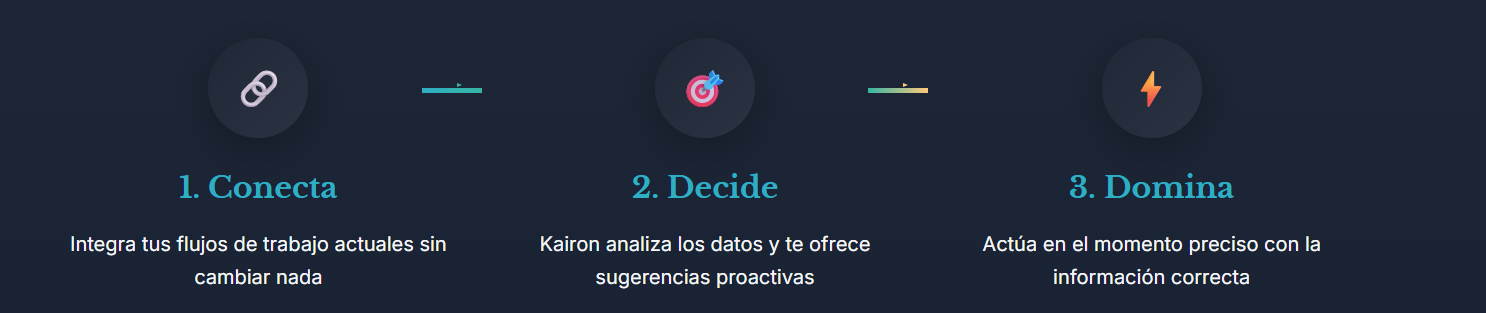 1. Conecta
Integra tus flujos de trabajo actuales sin
cambiar nada
2. Decide
Kairon analiza los datos y te ofrece
sugerencias proactivas
3. Domina
Actúa en el momento preciso con la
información correcta